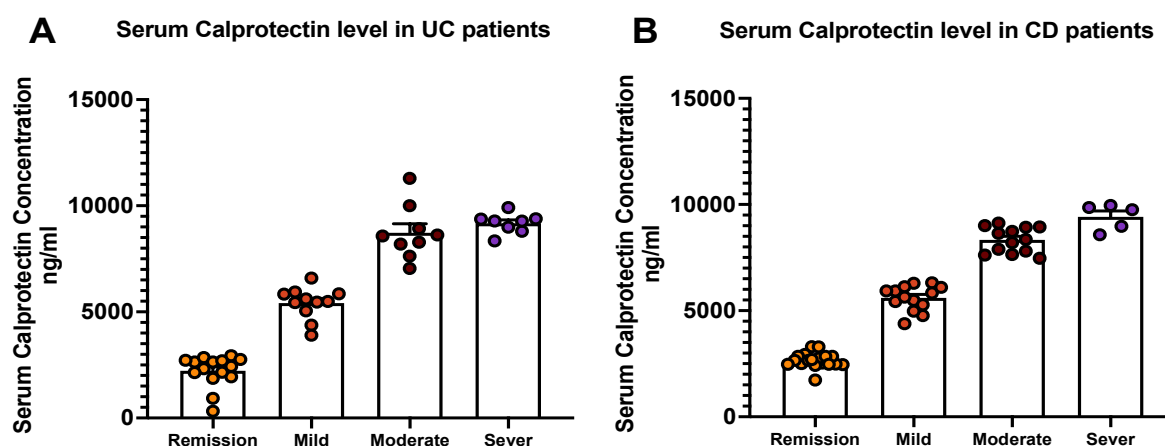 A
Serum Calprotectin level in UC patients
Serum Calprotectin Concentration
ng/ml
15000
10000
5000
0
Remission
Mild
Moderate
Sever
B
Serum Calprotectin level in CD patients
Serum Calprotectin Concentration
ng/ml
15000
10000
5000
0
Remission
Mild
Moderate
Sever